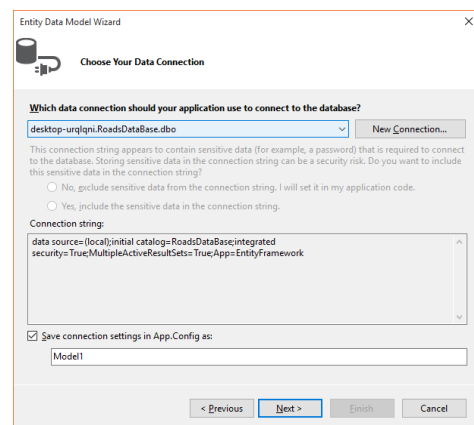 Entity Data Model Wizard
Choose Your Data Connection
Which data connection should your application use to connect to the database?
desktop-urqlqni.RoadsDataBase.dbo
New Connection...
This connection string appears to contain sensitive data (for example, a password) that is required to connect
to the database. Storing sensitive data in the connection string can be a security risk. Do you want to include
this sensitive data in the connection string?
No, exclude sensitive data from the connection string. I will set it in my application code.
Yes, include the sensitive data in the connection string.
Connection string:
data source=(local);initial catalog=RoadsDataBase;integrated
security=True;MultipleActiveResultSets=True;App=EntityFramework
Save connection settings in App.Config as:
Model1
< Previous
Next >
Finish
Cancel